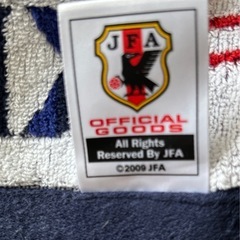 JFA
OFFICIAL
GOODS
All Rights
Reserved By JFA
©2009 JFA